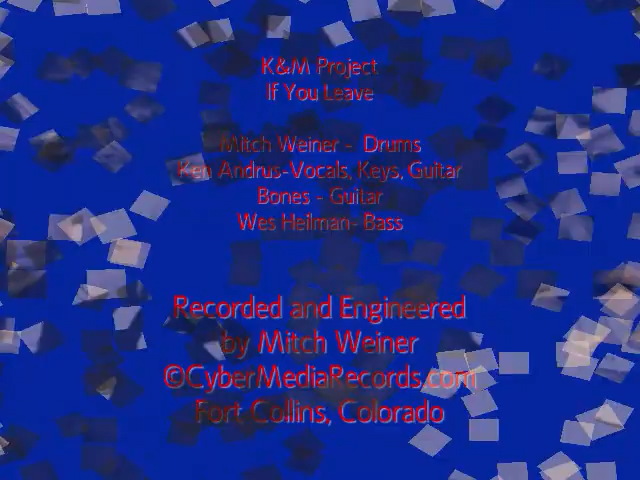 K&M Project
If You Leave
Mitch Weiner - Drums
Ken Andrus-Vocals, Keys, Guitar
Bones - Guitar
Wes Heilman- Bass
Recorded and Engineered
by Mitch Weiner
©CyberMediaRecords.com
Fort Collins, Colorado